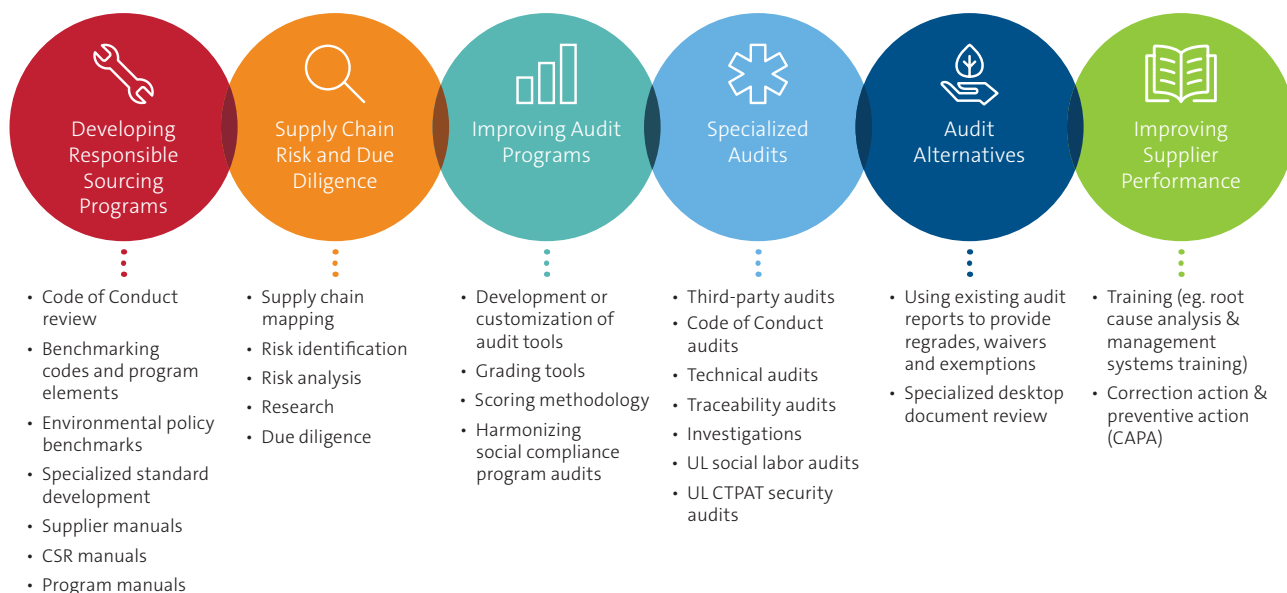 Developing
Responsible
Sourcing
Programs
Supply Chain
Risk and Due
Diligence
Improving Audit
Programs
Specialized
Audits
Audit
Alternatives
Improving
Supplier
Performance
• Code of Conduct
review
• Benchmarking
codes and program
elements
• Environmental policy
benchmarks
• Specialized standard
development
• Supplier manuals
• CSR manuals
• Program manuals
• Supply chain
mapping
• Risk identification
• Risk analysis
• Research
• Due diligence
• Development or
customization of
audit tools
• Grading tools
• Scoring methodology
• Harmonizing
social compliance
program audits
• Third-party audits
• Code of Conduct
audits
• Technical audits
• Traceability audits
• Investigations
• UL social labor audits
• UL CTPAT security
audits
• Using existing audit
reports to provide
regrades, waivers
and exemptions
• Specialized desktop
document review
• Training (eg. root
cause analysis &
management
systems training)
• Correction action &
preventive action
(CAPA)